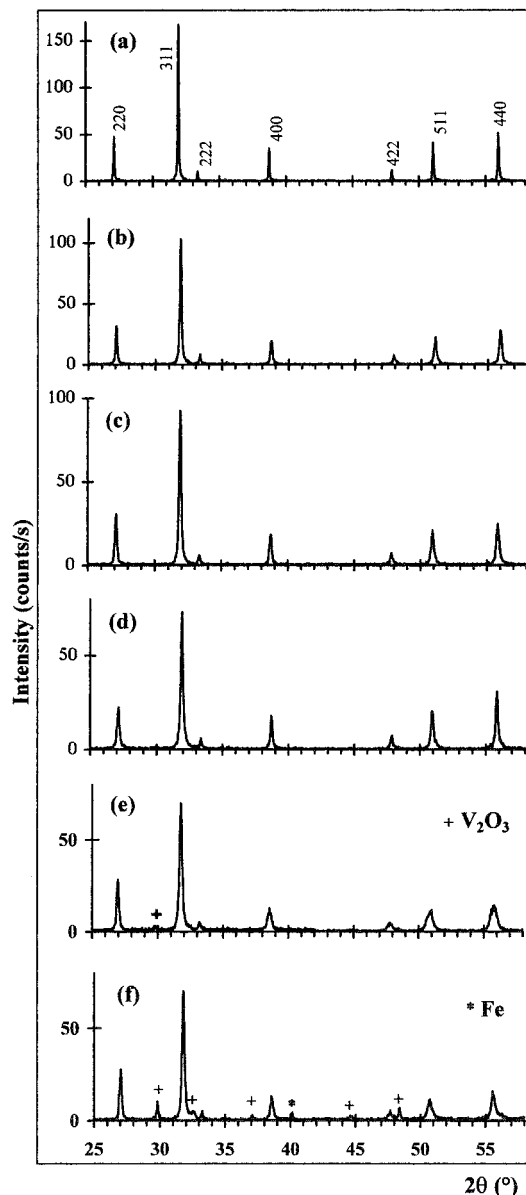 Intensity (counts/s)
(a)
150
100
50
0
220
311
222
400
422
511
440
(b)
100
50
0
(c)
100
50
0
(d)
50
0
(e)
+ V₂O₃
50
0
+
(f)
* Fe
50
0
+
+
+
*
+
+
25 30 35 40 45 50 55
2θ (°)